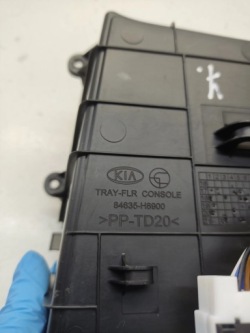 KIA
TRAY-FLR CONSOLE
84635-H8900
>PP-TD20<